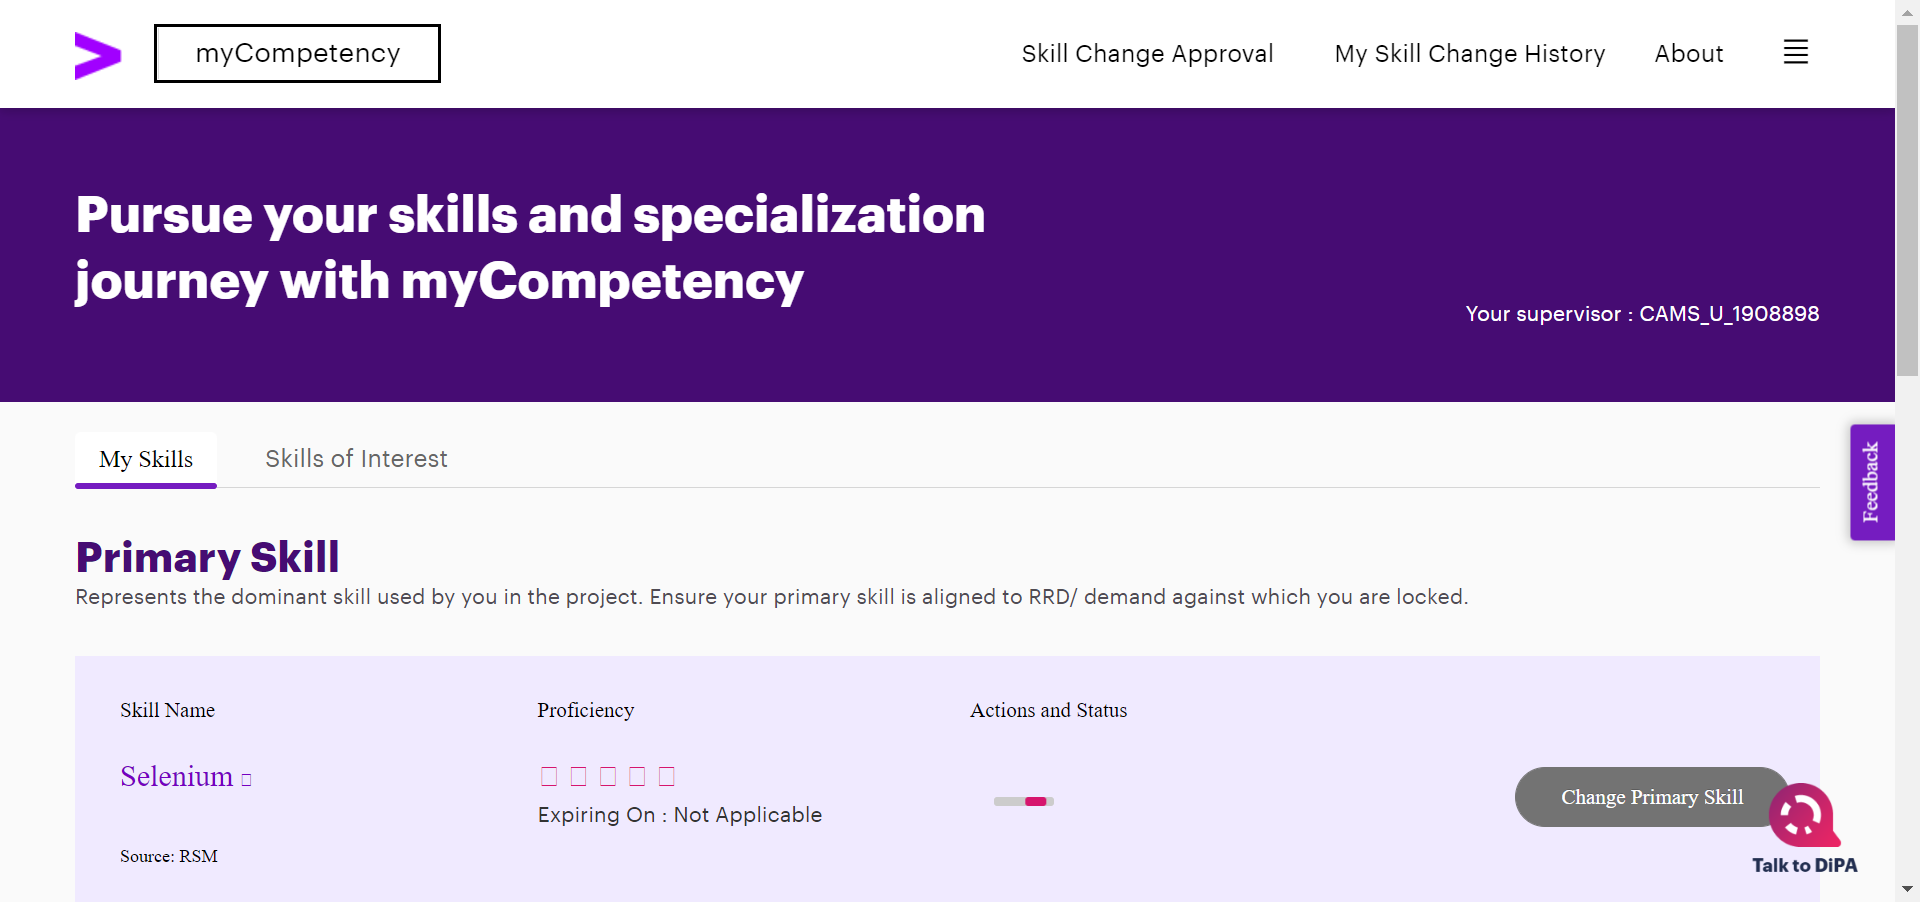 myCompetency
Skill Change Approval
My Skill Change History
About
Pursue your skills and specialization
journey with myCompetency
Your supervisor : CAMS_U_1908898
My Skills
Skills of Interest
Feedback
Primary Skill
Represents the dominant skill used by you in the project. Ensure your primary skill is aligned to RRD/ demand against which you are locked.
Skill Name
Proficiency
Actions and Status
Selenium
Expiring On : Not Applicable
Change Primary Skill
Source: RSM
Talk to DiPA